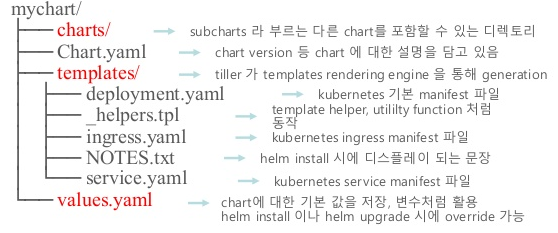 mychart/
charts/ subcharts 라 부르는 다른 chart를 포함할 수 있는 디렉토리
Chart.yaml chart version 등 chart 에 대한 설명을 담고 있음
templates/ tiller 가 templates rendering engine 을 통해 generation
deployment.yaml kubernetes 기본 manifest 파일
_helpers.tpl template helper, utililty function 처럼
동작
ingress.yaml kubernetes ingress manifest 파일
NOTES.txt helm install 시에 디스플레이 되는 문장
service.yaml kubernetes service manifest 파일
values.yaml chart에 대한 기본 값을 저장, 변수처럼 활용
helm install 이나 helm upgrade 시에 override 가능